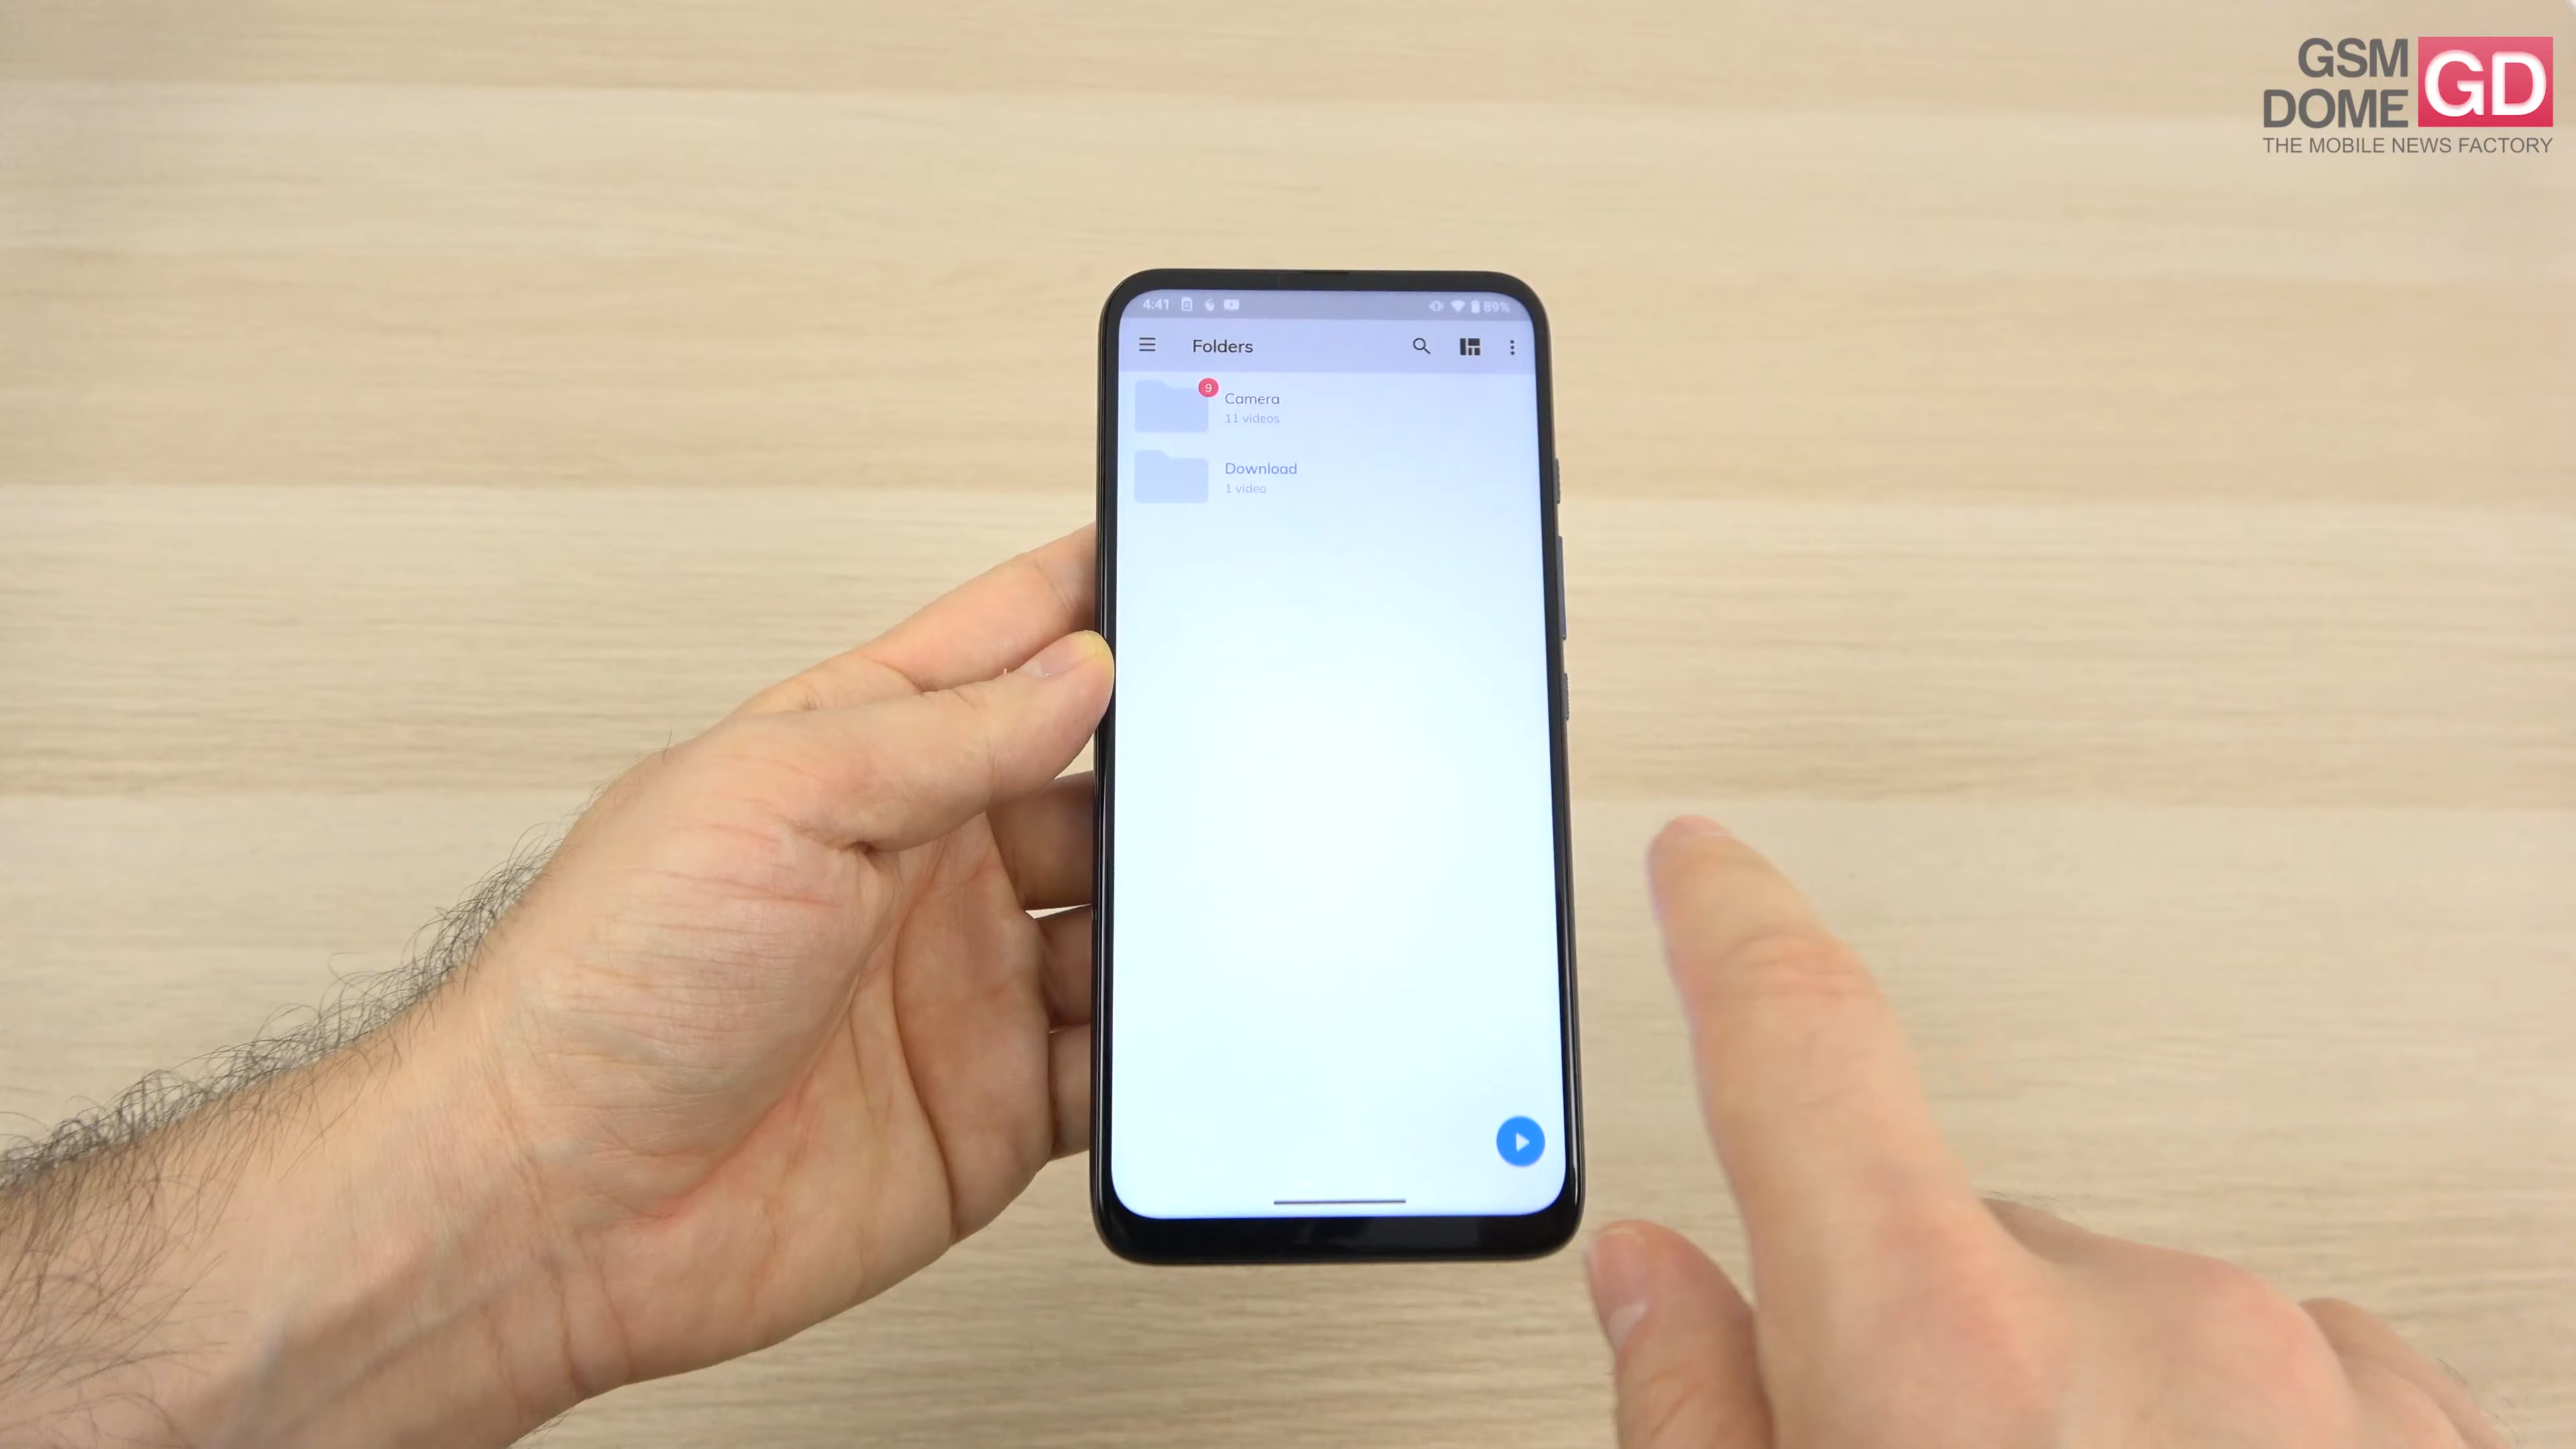 GSM
DOME
GD
THE MOBILE NEWS FACTORY
4:41
89%
Folders
9
Camera
11 videos
Download
1 video